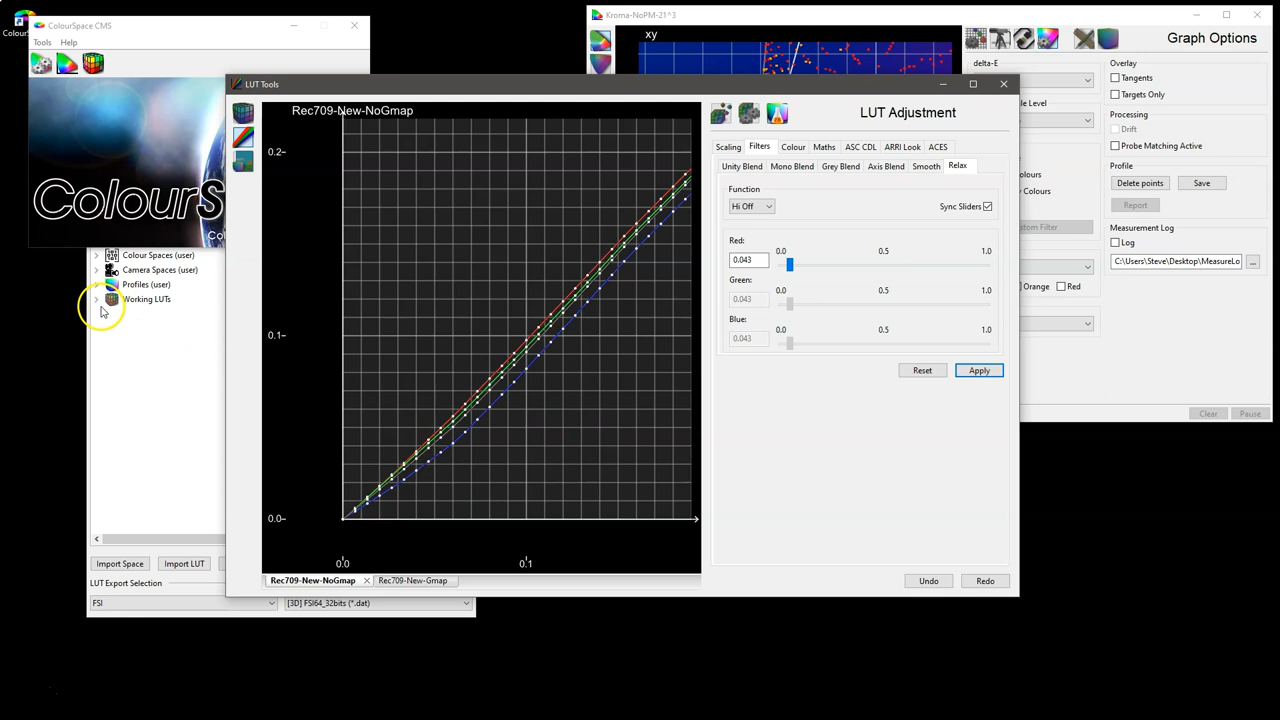 ColourSpace CMS
Tools Help
ColourS
Co
Colour Spaces (user)
Camera Spaces (user)
Profiles (user)
Working LUTs
Import Space
Import LUT
LUT Export Selection
FSI
[3D] FSI64_32bits (*.dat)
LUT Tools
Rec709-New-NoGmap
0.2-
0.1-
0.0-
0.0
0.1
Rec709-New-NoGmap
Rec709-New-Gmap
LUT Adjustment
Scaling Filters Colour Maths ASC CDL ARRI Look ACES
Unity Blend Mono Blend Grey Blend Axis Blend Smooth Relax
Function
Hi Off
Sync Sliders
Red:
0.043
0.0 0.5 1.0
Green:
0.043
0.0 0.5 1.0
Blue:
0.043
0.0 0.5 1.0
Reset
Apply
Undo
Redo
Kroma-NoPM-21^3
xy
Graph Options
delta-E
e Level
olours
y Colours
ustom Filter
Orange
Red
Overlay
Tangents
Targets Only
Processing
Drift
Probe Matching Active
Profile
Delete points
Save
Report
Measurement Log
Log
C:\Users\Steve\Desktop\MeasureLo
...
Clear
Pause